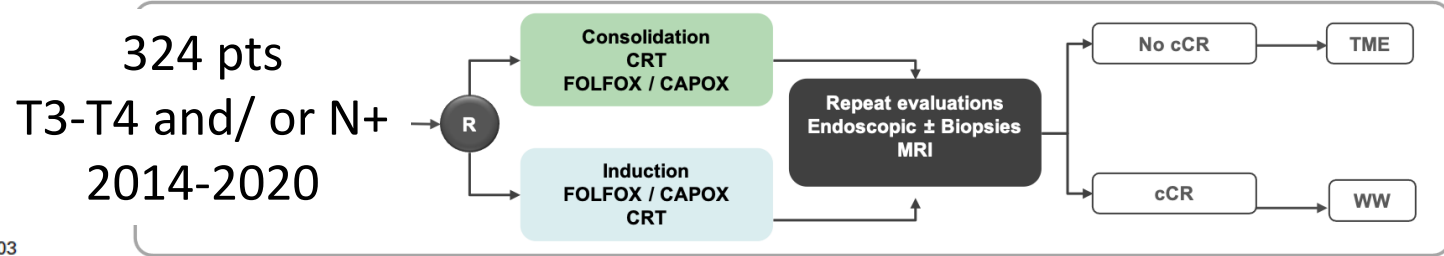 324 pts
T3-T4 and/ or N+
2014-2020
R
Consolidation
CRT
FOLFOX / CAPOX
Induction
FOLFOX / CAPOX
CRT
Repeat evaluations
Endoscopic ± Biopsies
MRI
No cCR
TME
cCR
WW
03